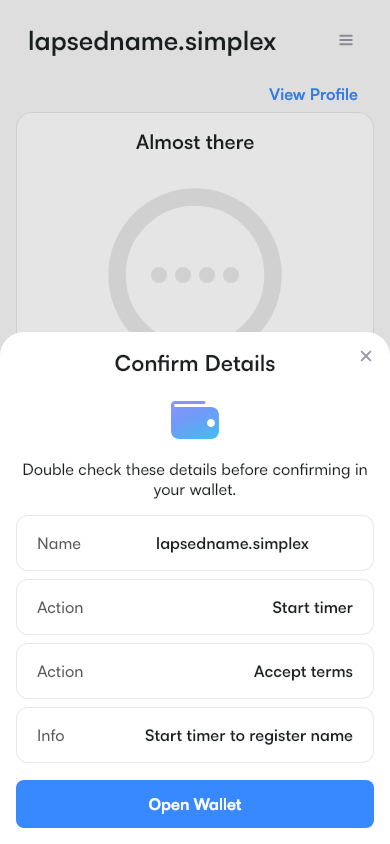 lapsedname.simplex
View Profile
Almost there
Confirm Details
Double check these details before confirming in
your wallet.
Name lapsedname.simplex
Action Start timer
Action Accept terms
Info Start timer to register name
Open Wallet